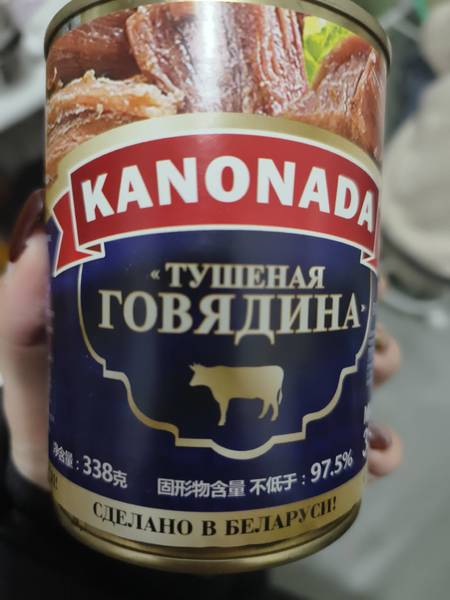 KANONADA
«ТУШЕНАЯ
ГОВЯДИНА»
净含量：338克
固形物含量 不低于：97.5%
СДЕЛАНО В БЕЛАРУСИ!